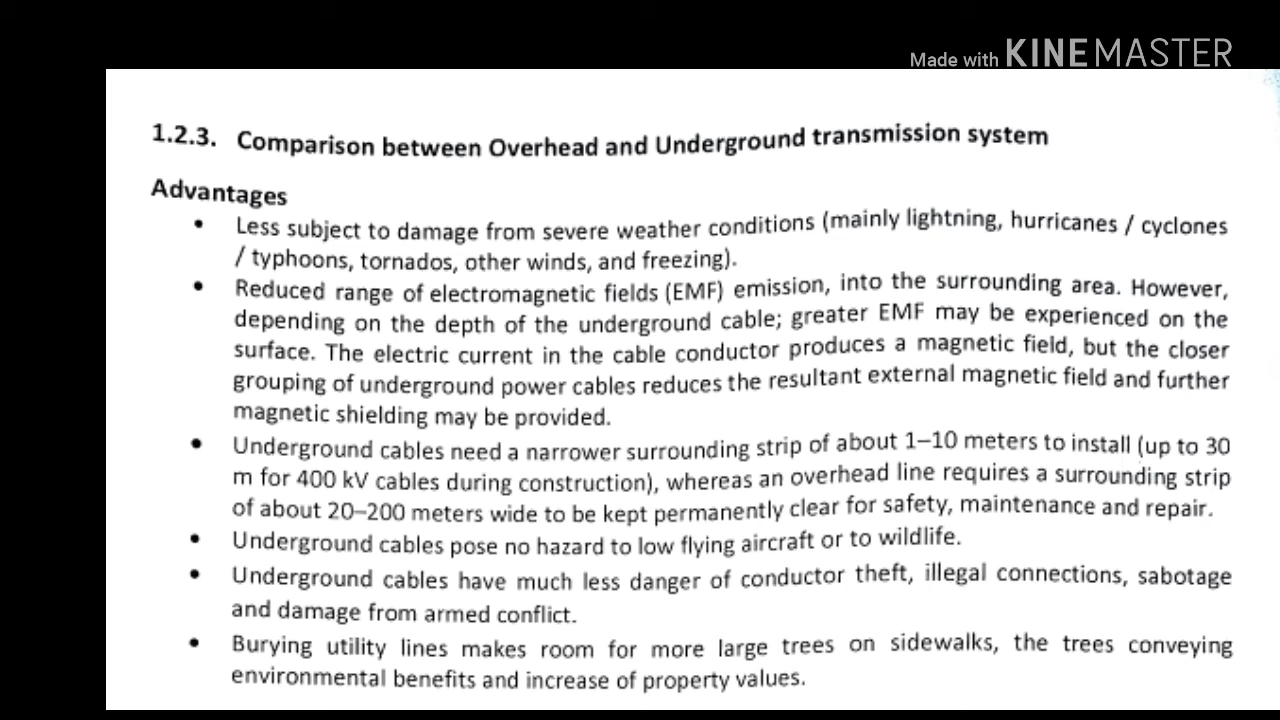 Made with KINEMASTER
1.2.3. Comparison between Overhead and Underground transmission system
Advantages
• Less subject to damage from severe weather conditions (mainly lightning, hurricanes / cyclones
/ typhoons, tornados, other winds, and freezing).
• Reduced range of electromagnetic fields (EMF) emission, into the surrounding area. However,
depending on the depth of the underground cable; greater EMF may be experienced on the
surface. The electric current in the cable conductor produces a magnetic field, but the closer
grouping of underground power cables reduces the resultant external magnetic field and further
magnetic shielding may be provided.
• Underground cables need a narrower surrounding strip of about 1–10 meters to install (up to 30
m for 400 kV cables during construction), whereas an overhead line requires a surrounding strip
of about 20–200 meters wide to be kept permanently clear for safety, maintenance and repair.
• Underground cables pose no hazard to low flying aircraft or to wildlife.
• Underground cables have much less danger of conductor theft, illegal connections, sabotage
and damage from armed conflict.
• Burying utility lines makes room for more large trees on sidewalks, the trees conveying
environmental benefits and increase of property values.